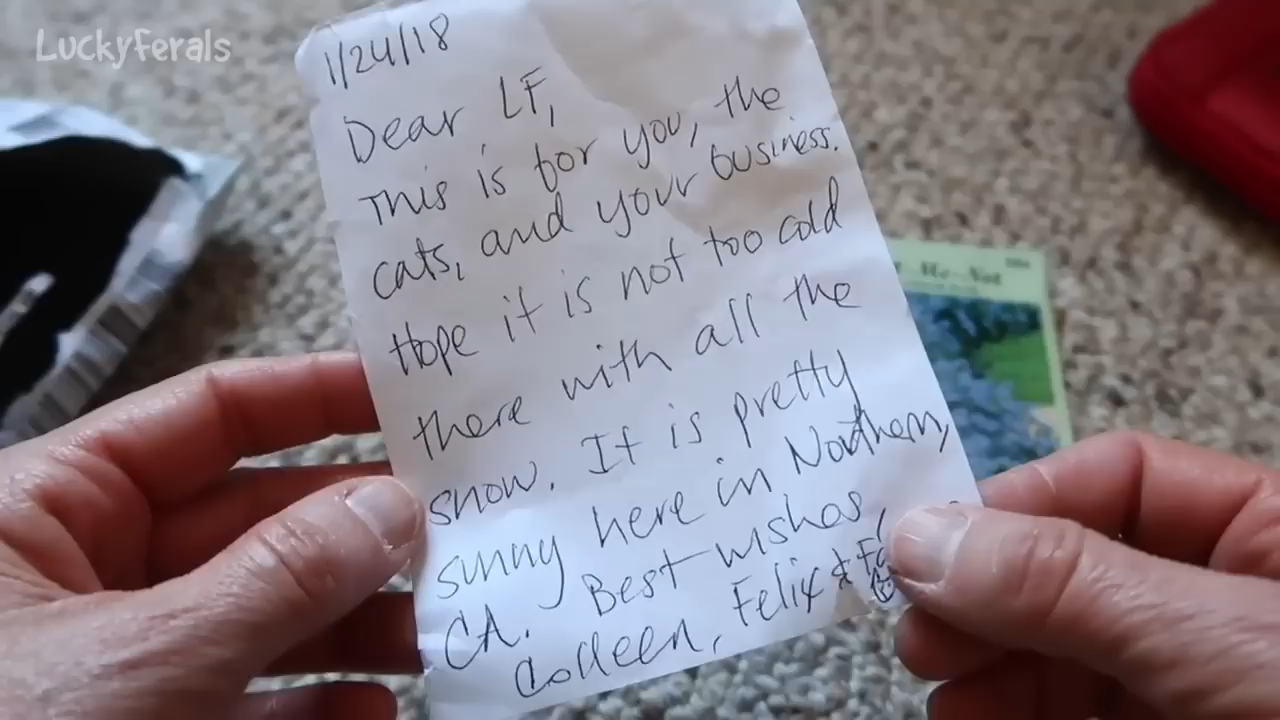 LuckyFerals
1/24/18
Dear LF,
This is for you, the
cats, and your business.
Hope it is not too cold
there with all the
snow. It is pretty
sunny here in Northern,
CA. Best wishes,
Colleen, Felix &
Me-Not